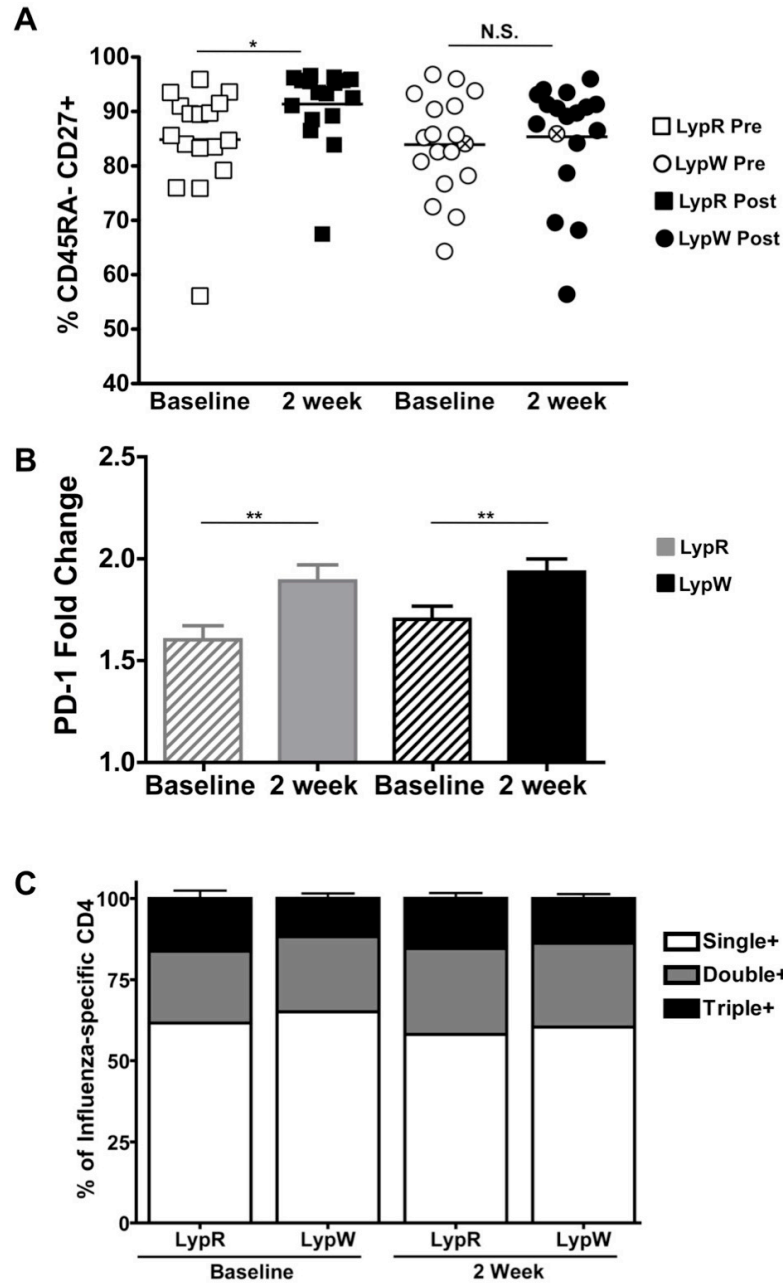 A
% CD45RA- CD27+
100
90
80
70
60
50
40
*
N.S.
Baseline 2 week Baseline 2 week
LypR Pre
LypW Pre
LypR Post
LypW Post
B
PD-1 Fold Change
2.5
2.0
1.5
1.0
**
**
Baseline 2 week Baseline 2 week
LypR
LypW
C
% of Influenza-specific CD4
100
75
50
25
0
LypR LypW LypR LypW
Baseline 2 Week
Single+
Double+
Triple+